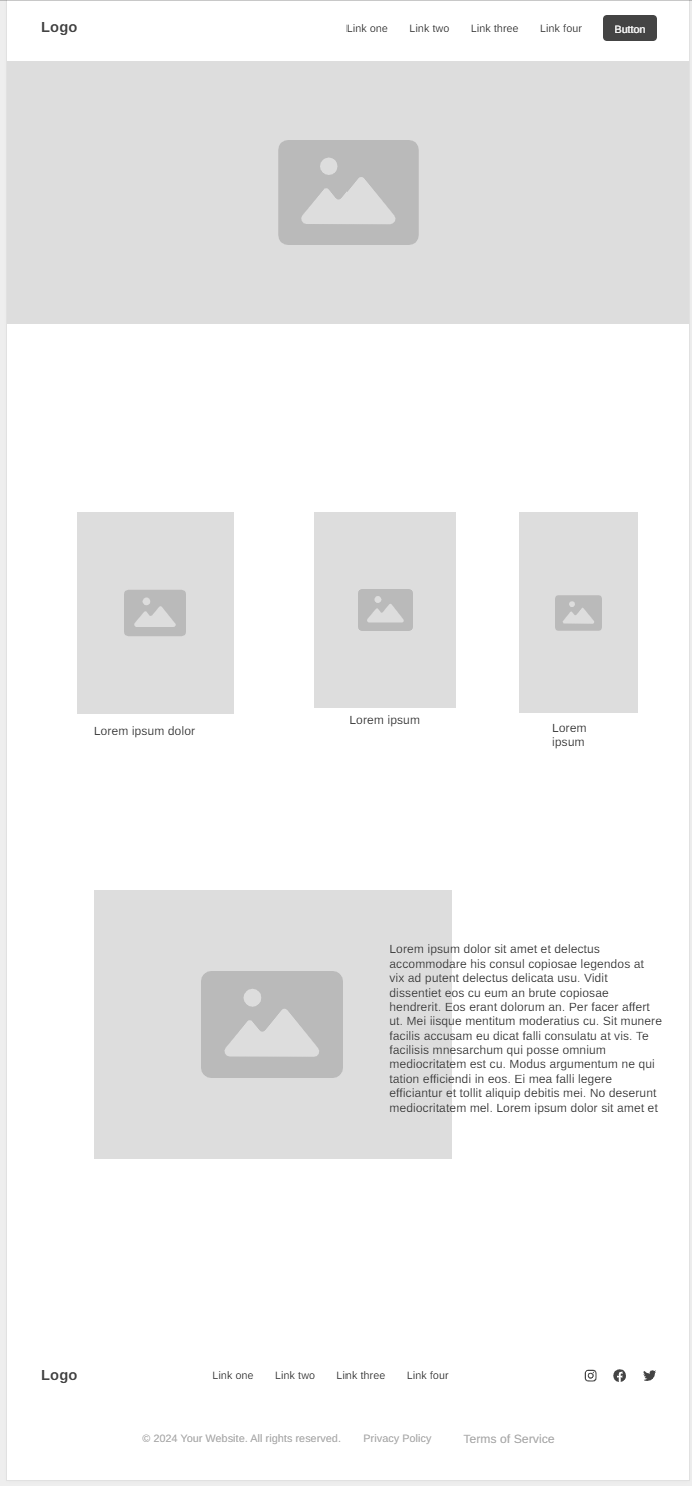 Logo
Link one Link two Link three Link four Button
Lorem ipsum dolor
Lorem ipsum
Lorem
ipsum
Lorem ipsum dolor sit amet et delectus
accommodare his consul copiosae legendos at
vix ad putent delectus delicata usu. Vidit
dissentiet eos cu eum an brute copiosae
hendrerit. Eos erant dolorum an. Per facer affert
ut. Mei iisque mentitum moderatius cu. Sit munere
facilis accusam eu dicat falli consulatu at vis. Te
facilisis mnesarchum qui posse omnium
mediocritatem est cu. Modus argumentum ne qui
tation efficiendi in eos. Ei mea falli legere
efficiantur et tollit aliquip debitis mei. No deserunt
mediocritatem mel. Lorem ipsum dolor sit amet et
Logo
Link one Link two Link three Link four
© 2024 Your Website. All rights reserved. Privacy Policy Terms of Service